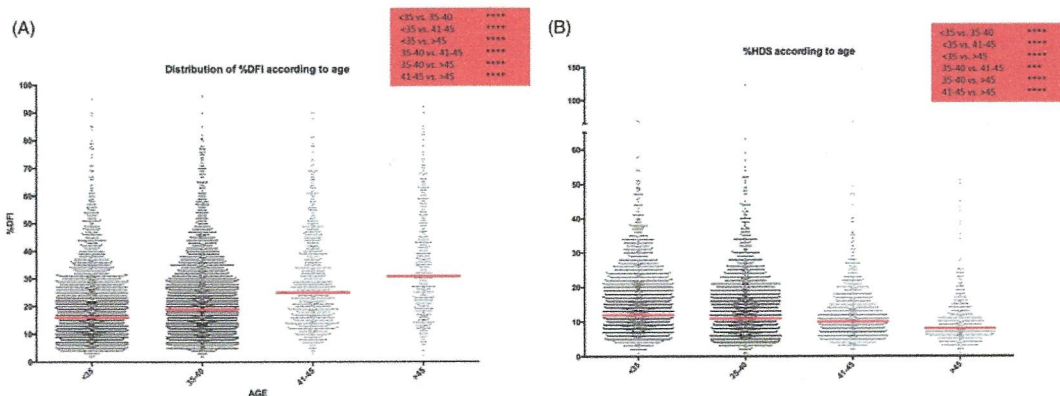 (A)
<35 vs. 35-40 ****
<35 vs. 41-45 ****
<35 vs. >45 ****
35-40 vs. 41-45 ****
35-40 vs. >45 ****
41-45 vs. >45 ****
Distribution of %DFI according to age
100
90
80
70
60
50
40
30
20
10
0
%DFI
<35
35-40
41-45
>45
AGE
(B)
<35 vs. 35-40 ****
<35 vs. 41-45 ****
<35 vs. >45 ****
35-40 vs. 41-45 ***
35-40 vs. >45 ****
41-45 vs. >45 ****
%HDS according to age
100
60
50
40
30
20
10
0
<35
35-40
41-45
>45